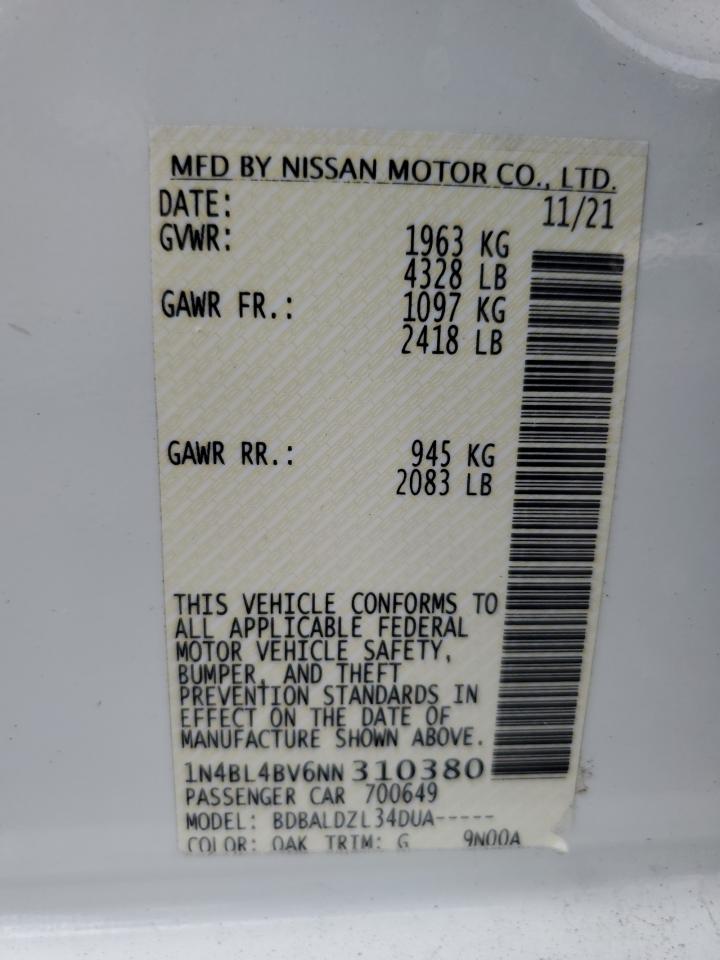 MFD BY NISSAN MOTOR CO., LTD.
DATE: 11/21
GVWR: 1963 KG
4328 LB
GAWR FR.: 1097 KG
2418 LB
GAWR RR.: 945 KG
2083 LB
THIS VEHICLE CONFORMS TO
ALL APPLICABLE FEDERAL
MOTOR VEHICLE SAFETY,
BUMPER, AND THEFT
PREVENTION STANDARDS IN
EFFECT ON THE DATE OF
MANUFACTURE SHOWN ABOVE.
1N4BL4BV6NN310380
PASSENGER CAR 700649
MODEL: BDBALDZL34DUA-----
COLOR: QAK TRIM: G 9N00A